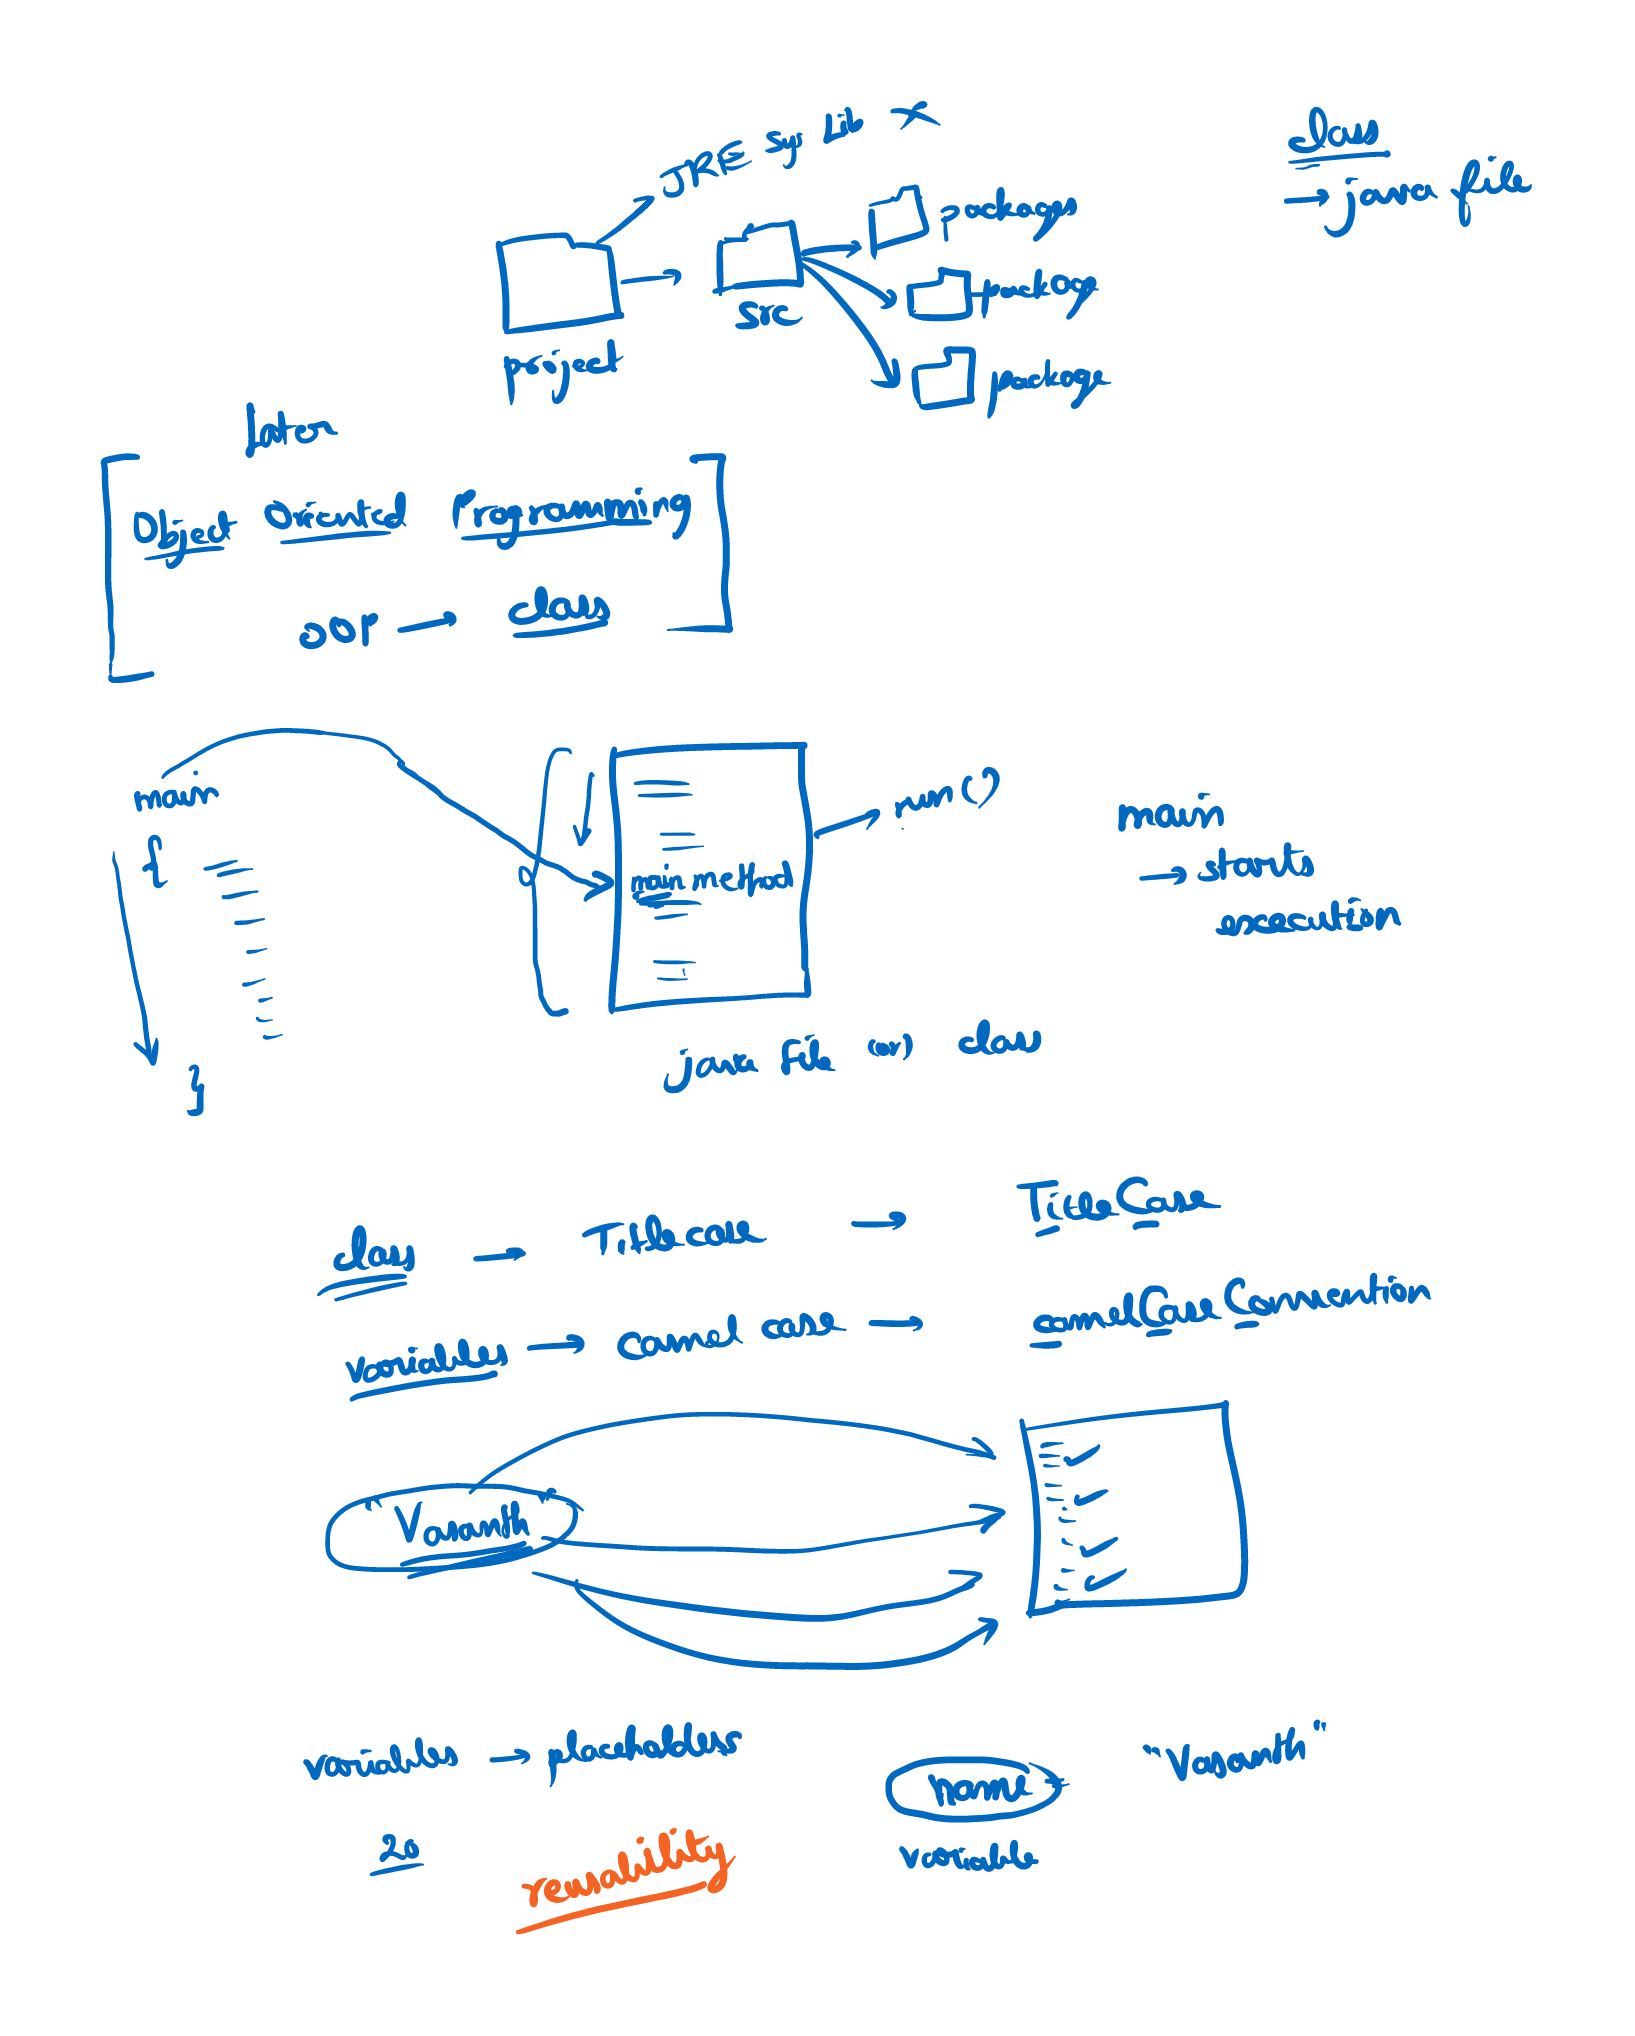 JRE Sys Lib X
class
→ java file
packages
package
src
project
package
Later
Object Oriented Programming
OOP → class
main
{
}
main method
run()
main
→ starts
execution
java file (or) class
class → Titlecase → TitleCase
variables → camel case → camelCaseConvention
"Vasanth"
variables → placeholders
name
"Vasanth"
20
reusability
variable